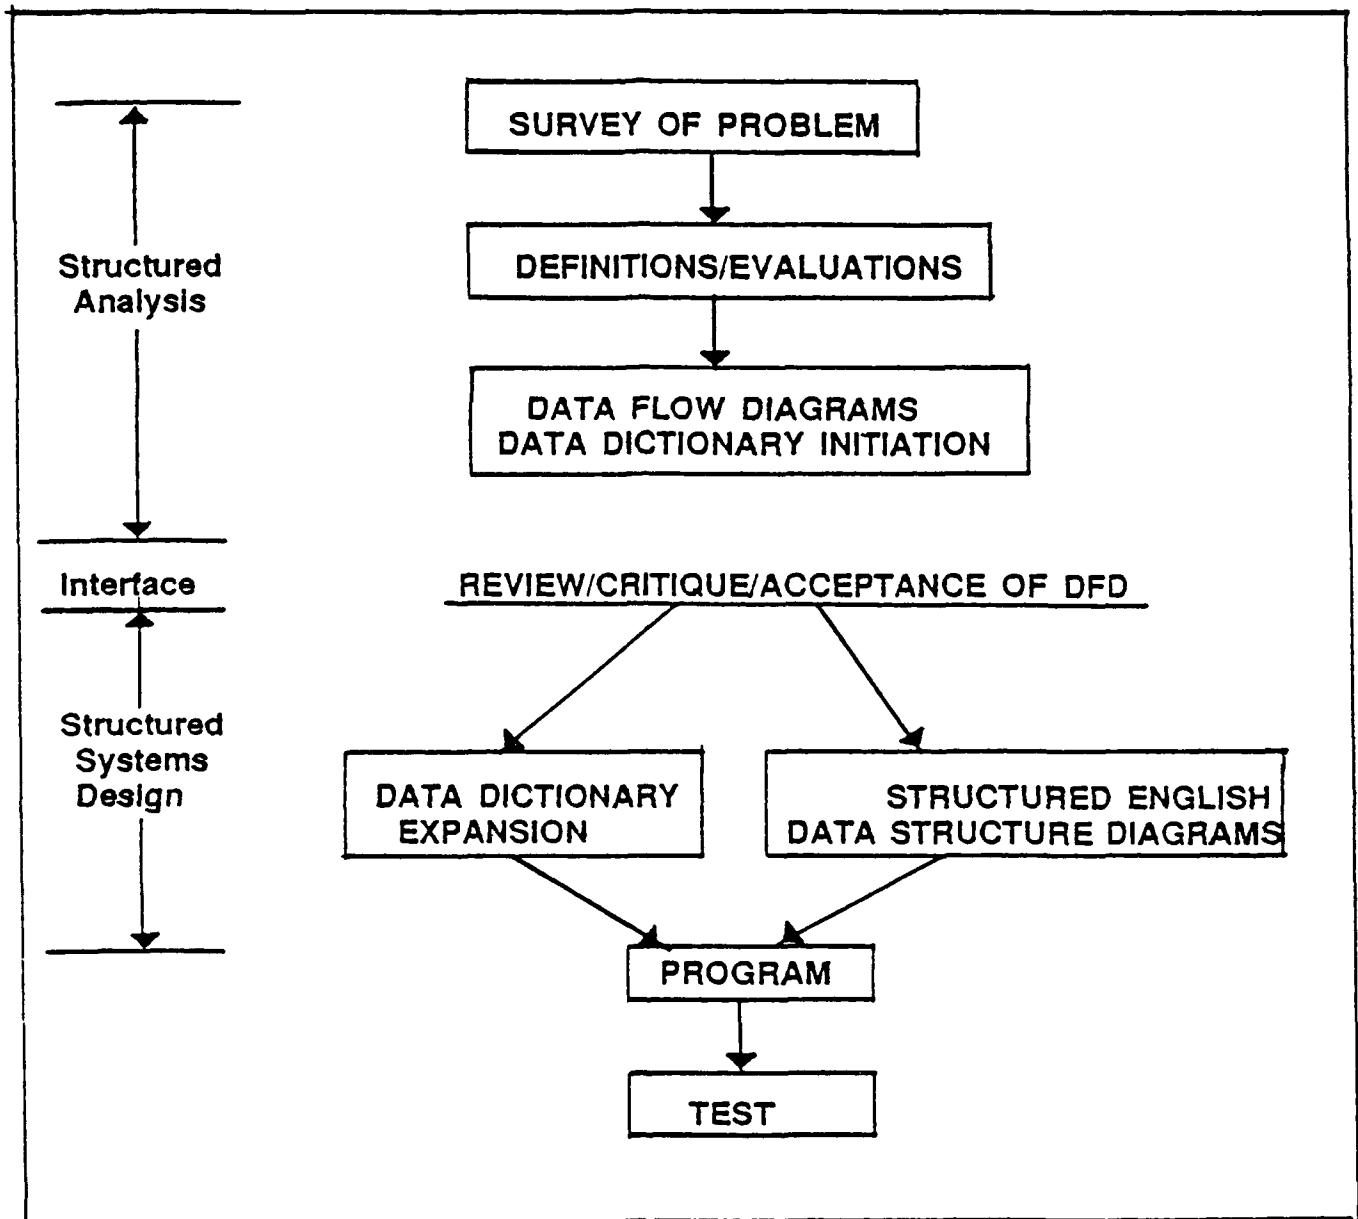 SURVEY OF PROBLEM
DEFINITIONS/EVALUATIONS
Structured
Analysis
DATA FLOW DIAGRAMS
DATA DICTIONARY INITIATION
Interface
REVIEW/CRITIQUE/ACCEPTANCE OF DFD
Structured
Systems
Design
DATA DICTIONARY
EXPANSION
STRUCTURED ENGLISH
DATA STRUCTURE DIAGRAMS
PROGRAM
TEST